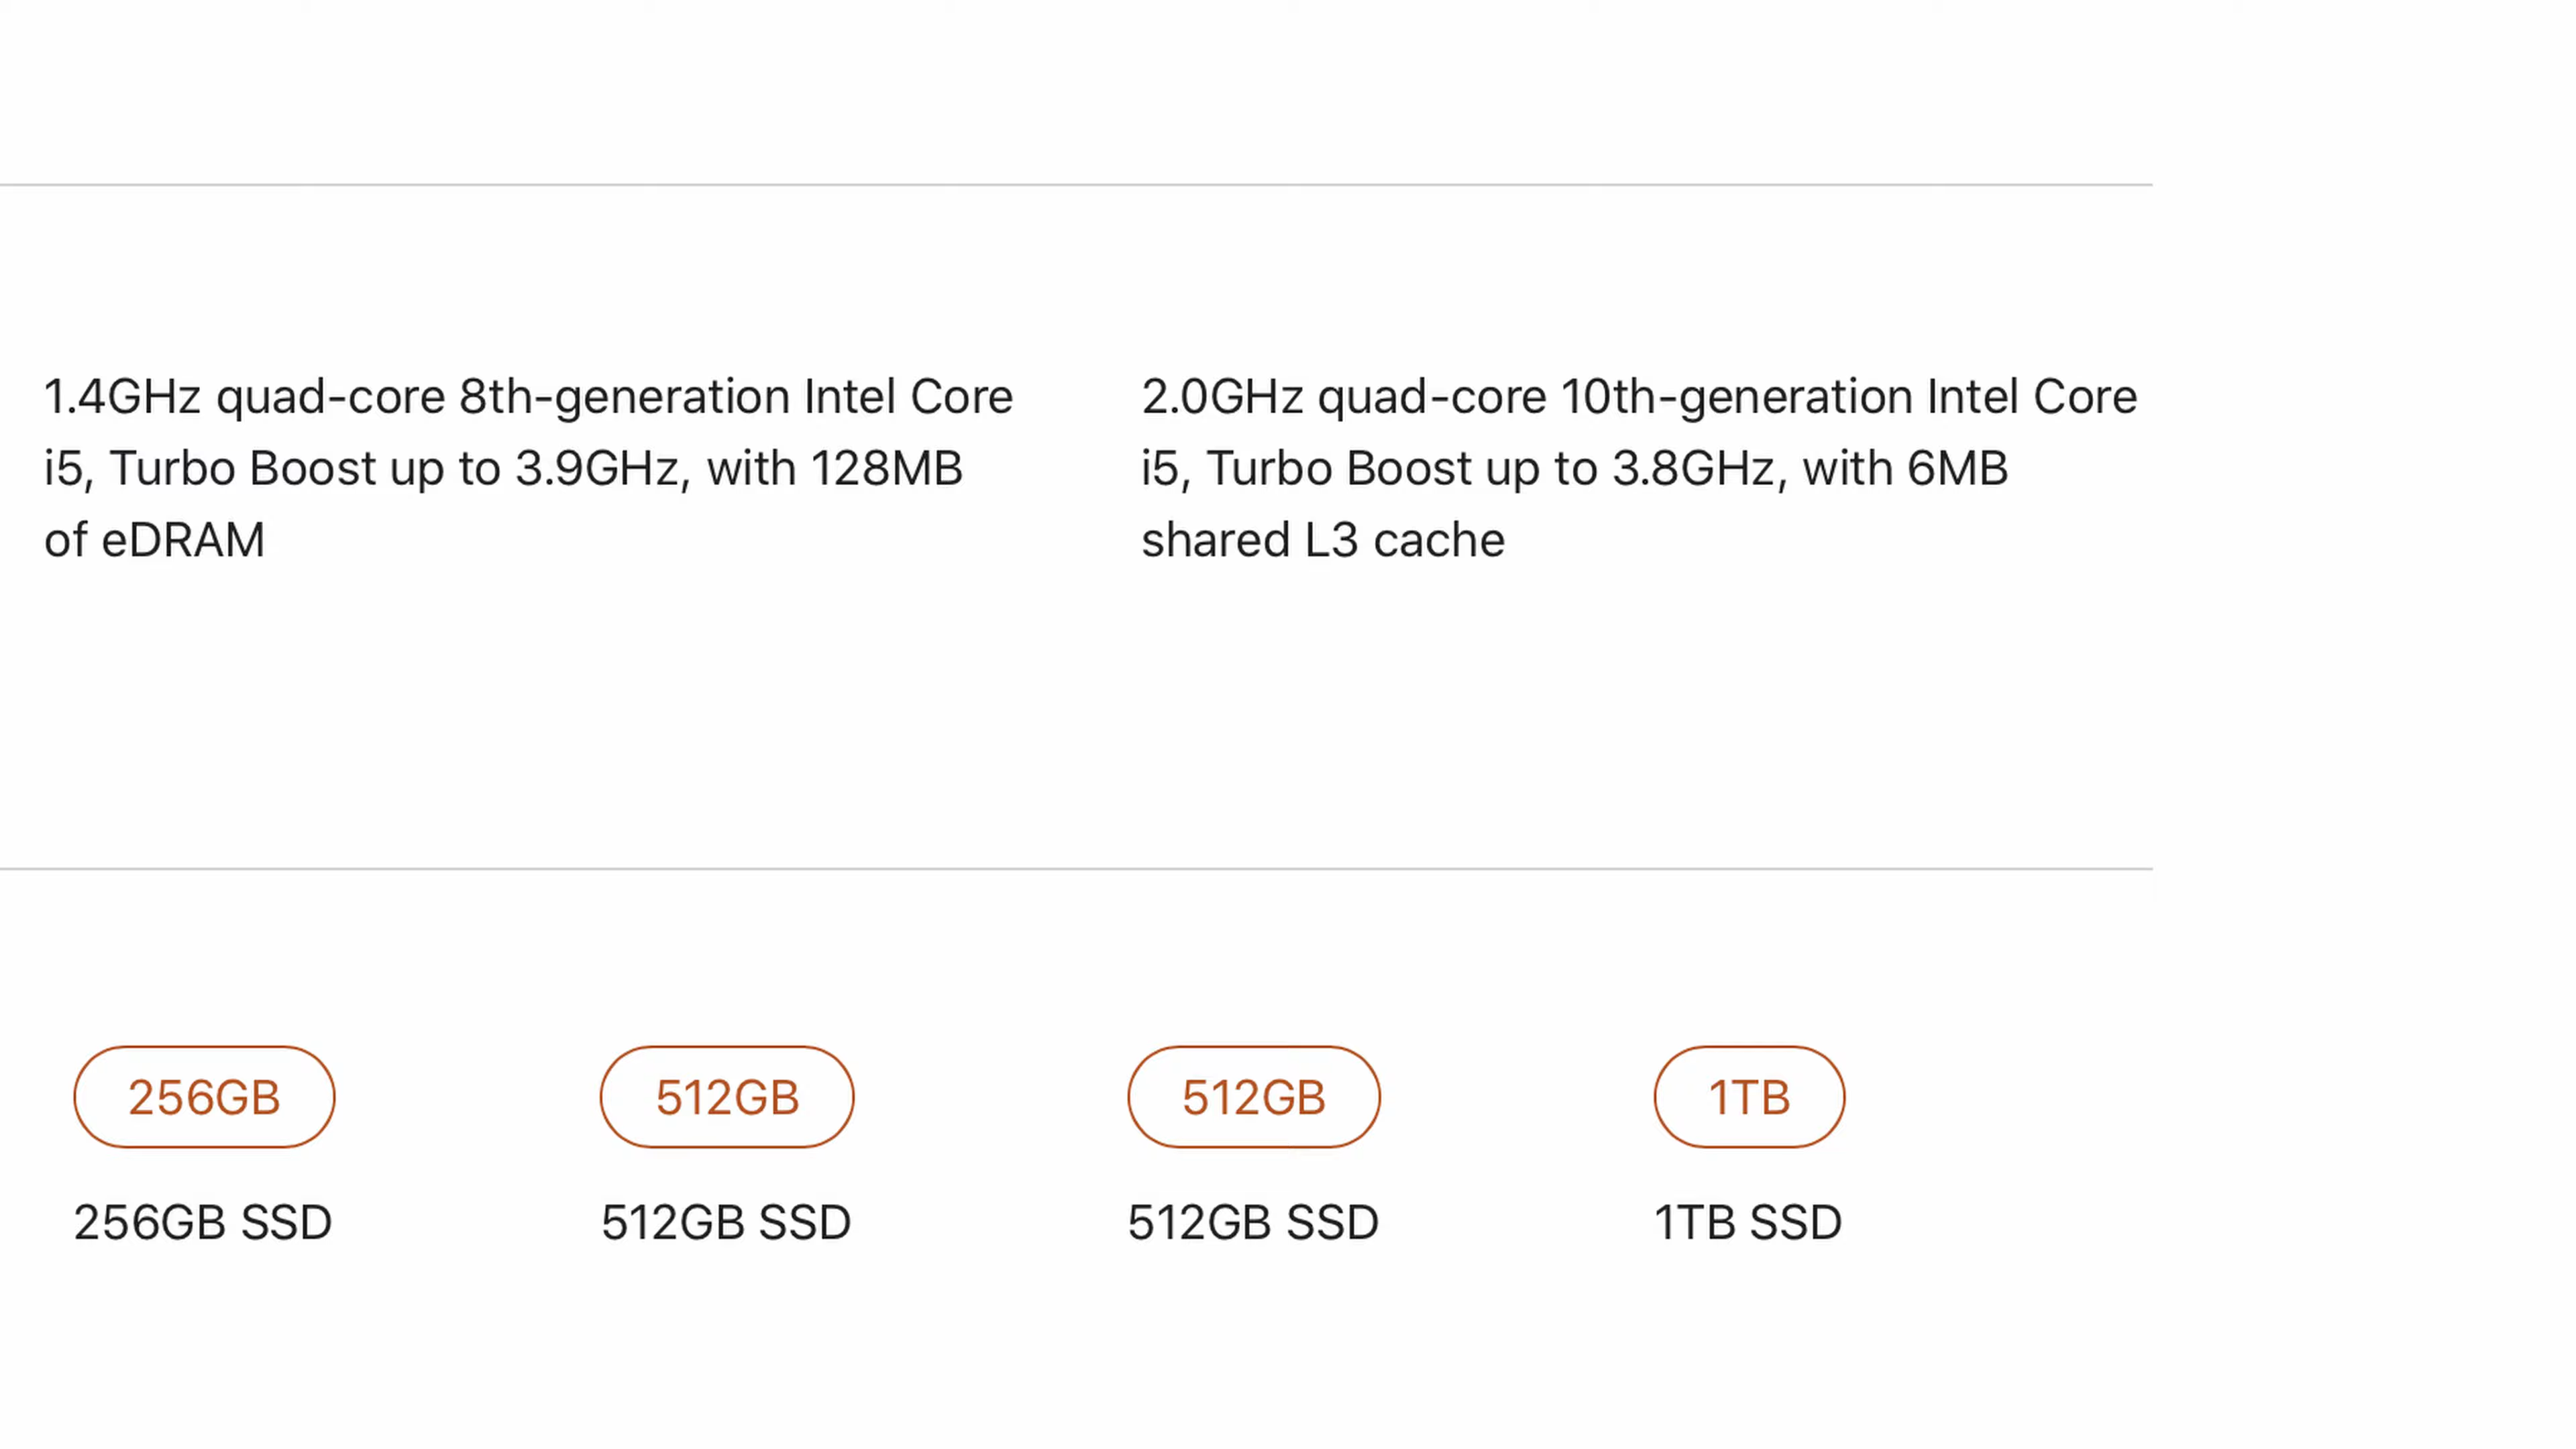 1.4GHz quad-core 8th-generation Intel Core
i5, Turbo Boost up to 3.9GHz, with 128MB
of eDRAM
2.0GHz quad-core 10th-generation Intel Core
i5, Turbo Boost up to 3.8GHz, with 6MB
shared L3 cache
256GB
512GB
512GB
1TB
256GB SSD
512GB SSD
512GB SSD
1TB SSD